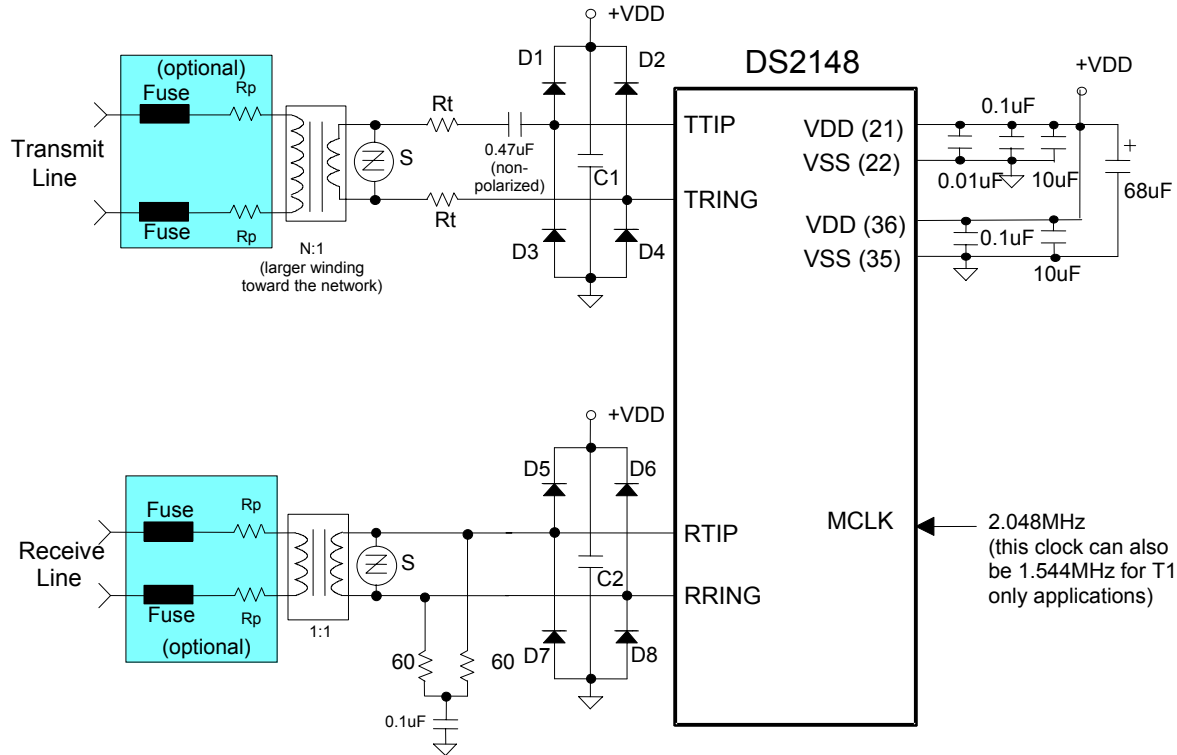 +VDD
(optional)
Fuse
Rp
D1
D2
DS2148
+VDD
Transmit
Line
Rt
TTIP
VDD (21)
0.1uF
+
S
0.47uF
(non-
polarized)
C1
VSS (22)
0.01uF
10uF
68uF
Fuse
Rp
Rt
TRING
N:1
(larger winding
toward the network)
D3
D4
VDD (36)
0.1uF
VSS (35)
10uF
+VDD
D5
D6
Fuse
Rp
Receive
Line
RTIP
MCLK
2.048MHz
(this clock can also
be 1.544MHz for T1
only applications)
S
C2
RRING
Fuse
Rp
(optional)
1:1
60
60
D7
D8
0.1uF